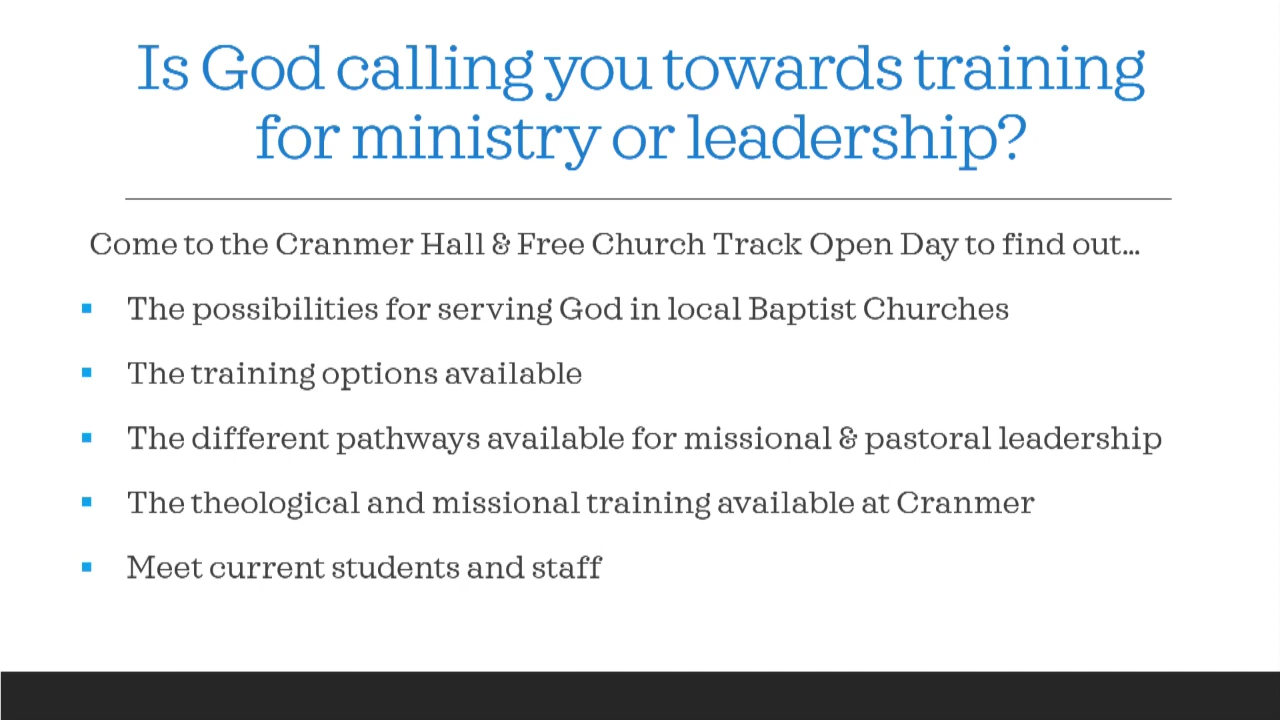 Is God calling you towards training
for ministry or leadership?
Come to the Cranmer Hall & Free Church Track Open Day to find out...
▪ The possibilities for serving God in local Baptist Churches
▪ The training options available
▪ The different pathways available for missional & pastoral leadership
▪ The theological and missional training available at Cranmer
▪ Meet current students and staff